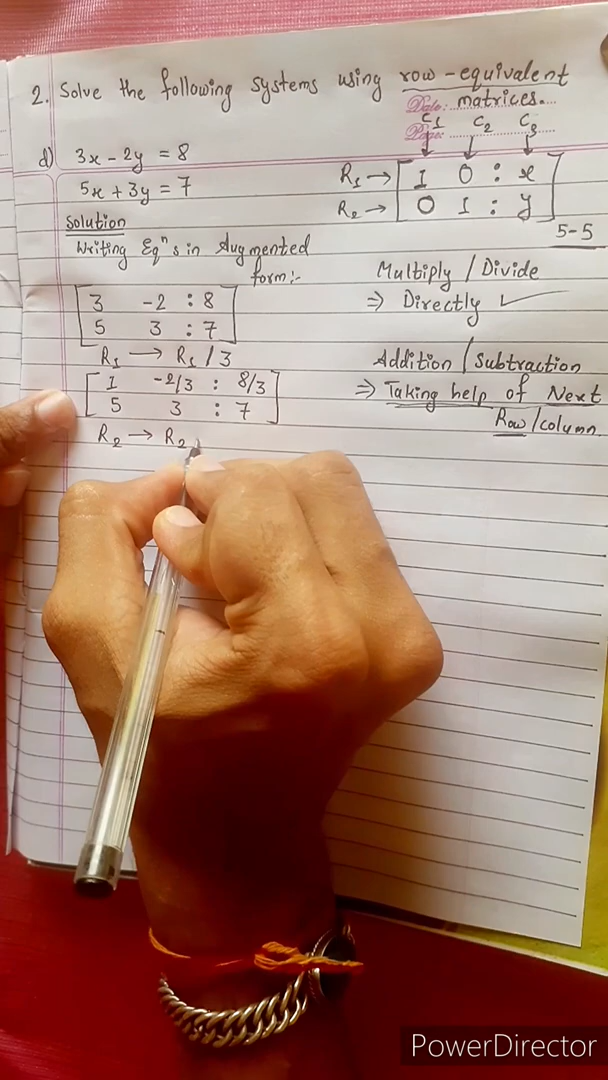 2. Solve the following systems using row-equivalent
matrices.
Date:
Page:
C1 C2 C3
d) 3x - 2y = 8
5x + 3y = 7
R1 → [ 1 0 : x ]
R2 → [ 0 1 : y ]
5-5
Solution
Writing Eqⁿs in Augmented
form:-
[ 3 -2 : 8 ]
[ 5 3 : 7 ]
R1 → R1/3
[ 1 -2/3 : 8/3 ]
[ 5 3 : 7 ]
R2 → R2
Multiply / Divide
⇒ Directly ✓
Addition / Subtraction
⇒ Taking help of Next
Row/column
PowerDirector